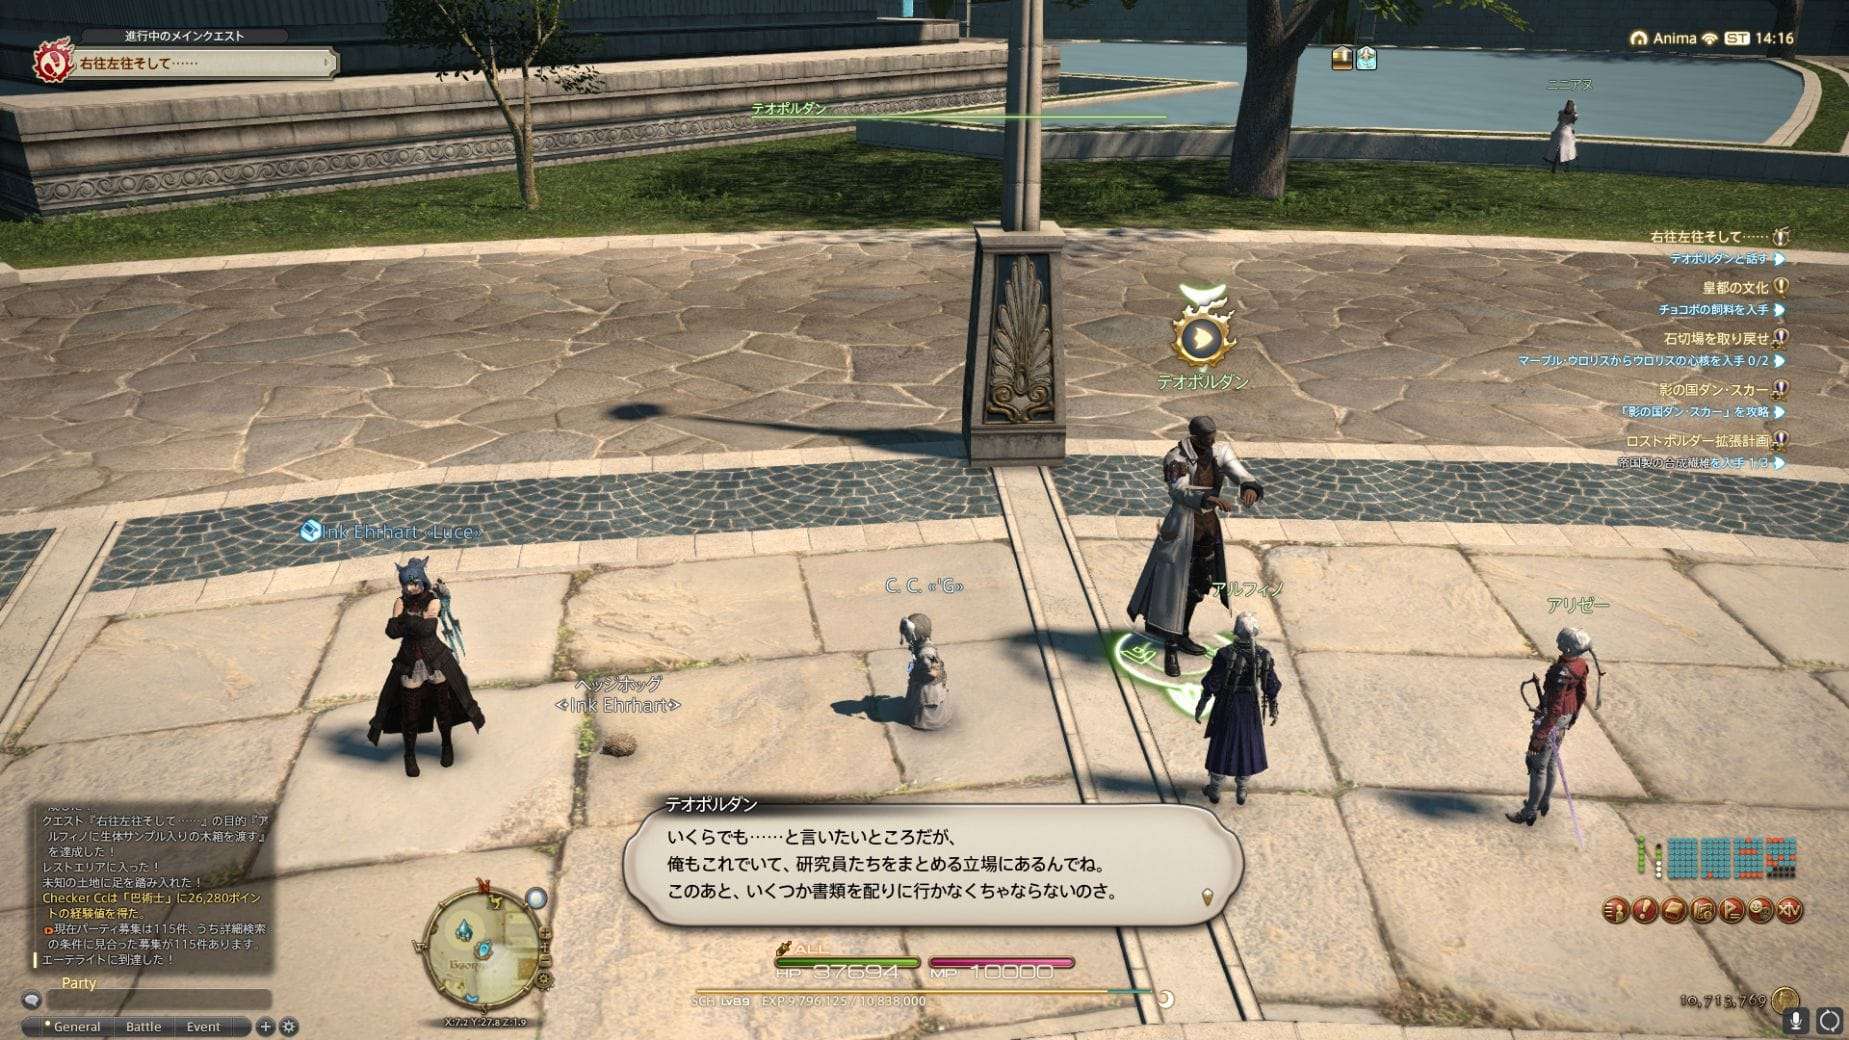 進行中のメインクエスト
右往左往そして……
Anima ST 14:16
テオポルダン
ニニアヌ
右往左往そして……
テオポルダンと話す
皇都の文化
チョコボの飼料を入手
石切場を取り戻せ
マーブル・ウロリスからウロリスの心核を入手 0/2
影の国ダン・スカー
「影の国ダン・スカー」を攻略
ロストボルダー拡張計画
帝国製の合成繊維を入手 1/3
テオポルダン
Ink Ehrhart «Luce»
C. C. «'G»
アルフィノ
アリゼー
ヘッジホッグ
<Ink Ehrhart>
テオポルダン
いくらでも……と言いたいところだが、
俺もこれでいて、研究員たちをまとめる立場にあるんでね。
このあと、いくつか書類を配りに行かなくちゃならないのさ。
クエスト『右往左往そして……』の目的『ア
ルフィノに生体サンプル入りの木箱を渡す』
を達成した！
レストエリアに入った！
未知の土地に足を踏み入れた！
Checker Ccは「巴術士」に26,280ポイン
トの経験値を得た。
現在パーティ募集は115件、うち詳細検索
の条件に見合った募集が115件あります。
エーテライトに到達した！
Party
General Battle Event
N
X:7.2 Y:27.8 Z:1.9
ALL
HP 37694 MP 10000
SCH Lv89 EXP 9,796,125 / 10,838,000
10,713,769
XIV